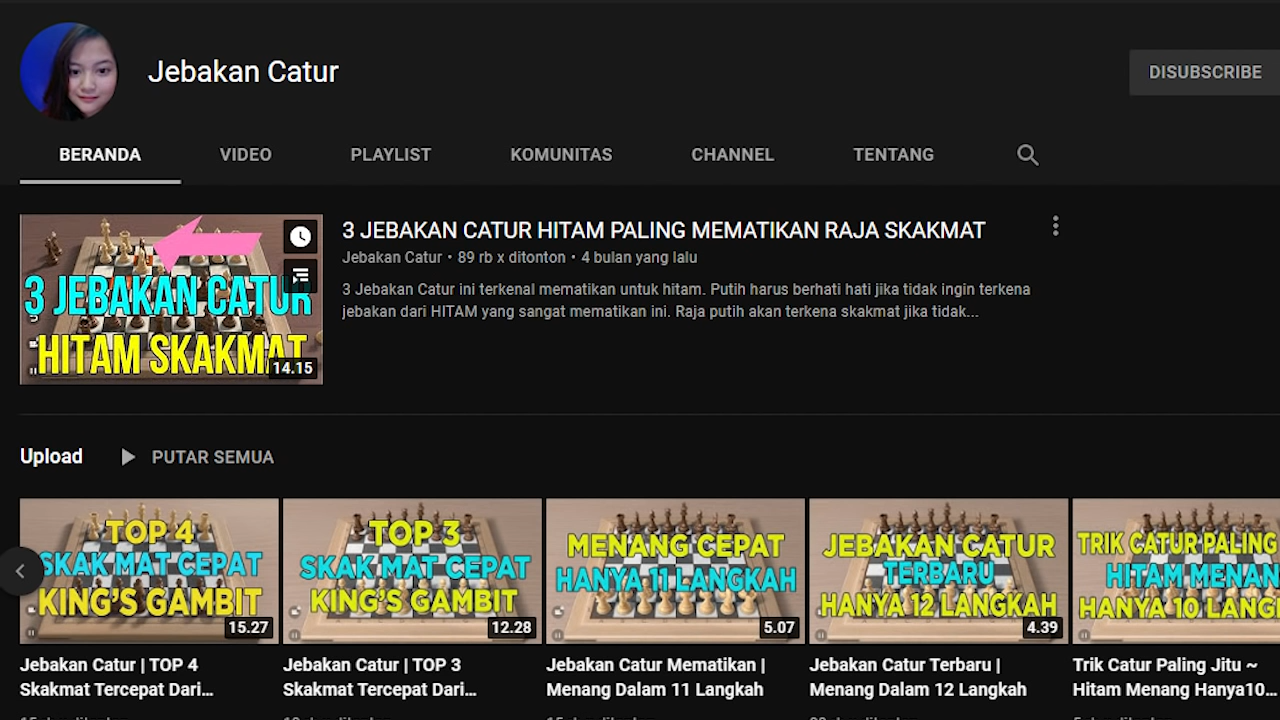 Jebakan Catur
DISUBSCRIBE
BERANDA
VIDEO
PLAYLIST
KOMUNITAS
CHANNEL
TENTANG
3 JEBAKAN CATUR
HITAM SKAKMAT
14.15
3 JEBAKAN CATUR HITAM PALING MEMATIKAN RAJA SKAKMAT
Jebakan Catur • 89 rb x ditonton • 4 bulan yang lalu
3 Jebakan Catur ini terkenal mematikan untuk hitam. Putih harus berhati hati jika tidak ingin terkena
jebakan dari HITAM yang sangat mematikan ini. Raja putih akan terkena skakmat jika tidak...
Upload
PUTAR SEMUA
TOP 4
SKAK MAT CEPAT
KING'S GAMBIT
15.27
TOP 3
SKAK MAT CEPAT
KING'S GAMBIT
12.28
MENANG CEPAT
HANYA 11 LANGKAH
5.07
JEBAKAN CATUR
TERBARU
HANYA 12 LANGKAH
4.39
TRIK CATUR PALING
HITAM MENAN
HANYA 10 LANGK
Jebakan Catur | TOP 4
Skakmat Tercepat Dari...
Jebakan Catur | TOP 3
Skakmat Tercepat Dari...
Jebakan Catur Mematikan |
Menang Dalam 11 Langkah
Jebakan Catur Terbaru |
Menang Dalam 12 Langkah
Trik Catur Paling Jitu ~
Hitam Menang Hanya10...